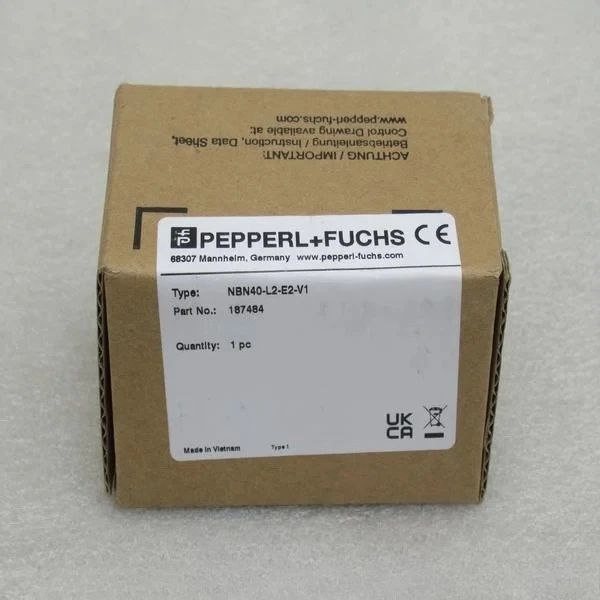 ACHTUNG / IMPORTANT:
Betriebsanleitung / Instruction, Data Sheet,
Control Drawing available at:
www.pepperl-fuchs.com
PEPPERL+FUCHS CE
68307 Mannheim, Germany www.pepperl-fuchs.com
Type: NBN40-L2-E2-V1
Part No.: 187484
Quantity: 1 pc
UK
CA
Made in Vietnam Type 1